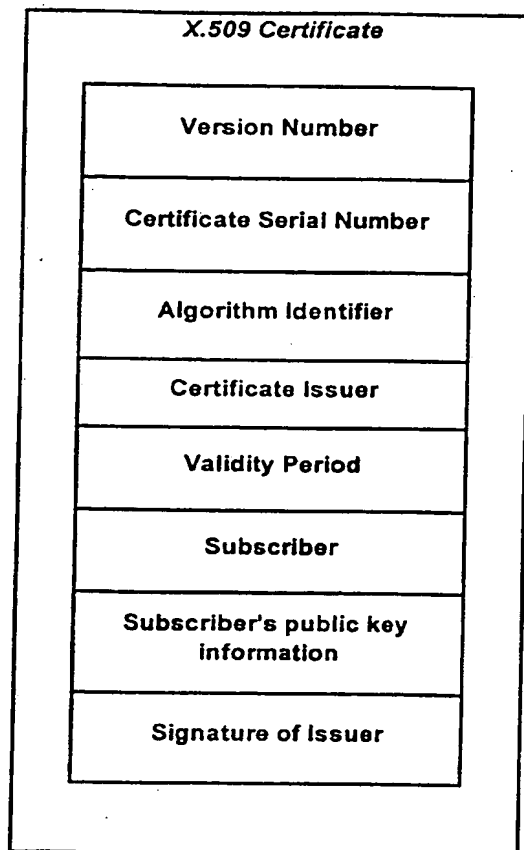 X.509 Certificate
Version Number
Certificate Serial Number
Algorithm Identifier
Certificate Issuer
Validity Period
Subscriber
Subscriber's public key
information
Signature of Issuer